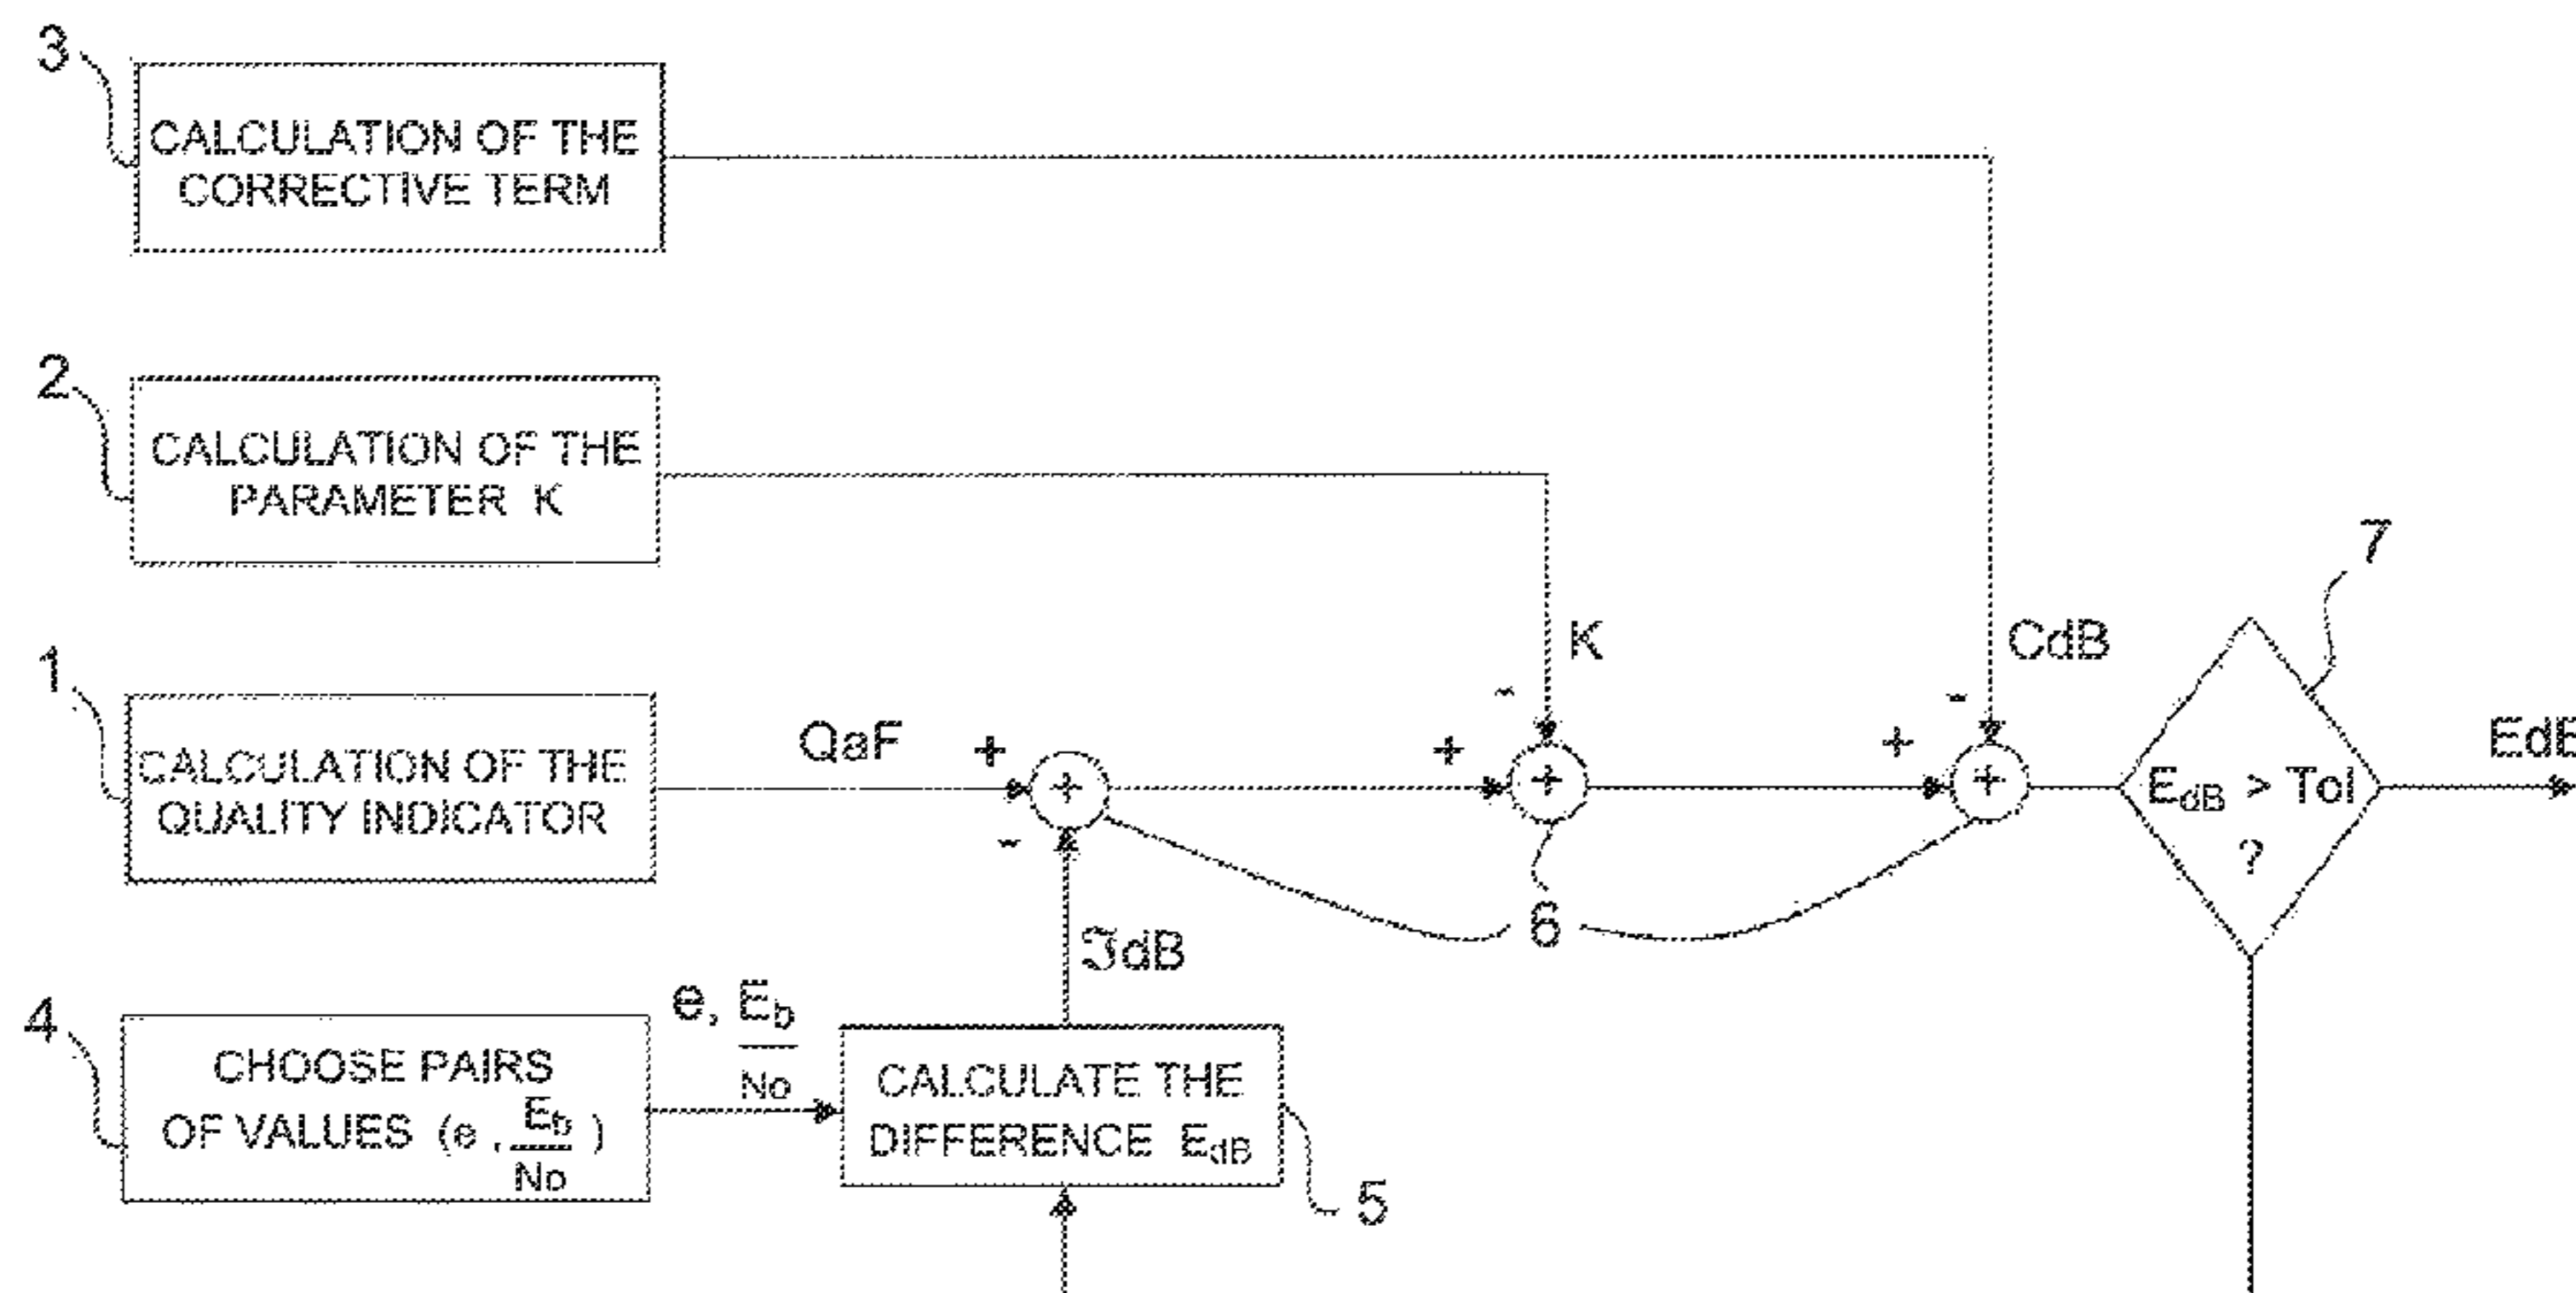 3
CALCULATION OF THE
CORRECTIVE TERM
2
CALCULATION OF THE
PARAMETER K
K
CdB
7
1
CALCULATION OF THE
QUALITY INDICATOR
QaF
+
-
+
+
-
+
+
-
+
EdB > Tol
?
EdB
6
ℑdB
4
CHOOSE PAIRS
OF VALUES (e , Eb/No )
e, Eb/No
CALCULATE THE
DIFFERENCE EdB
5